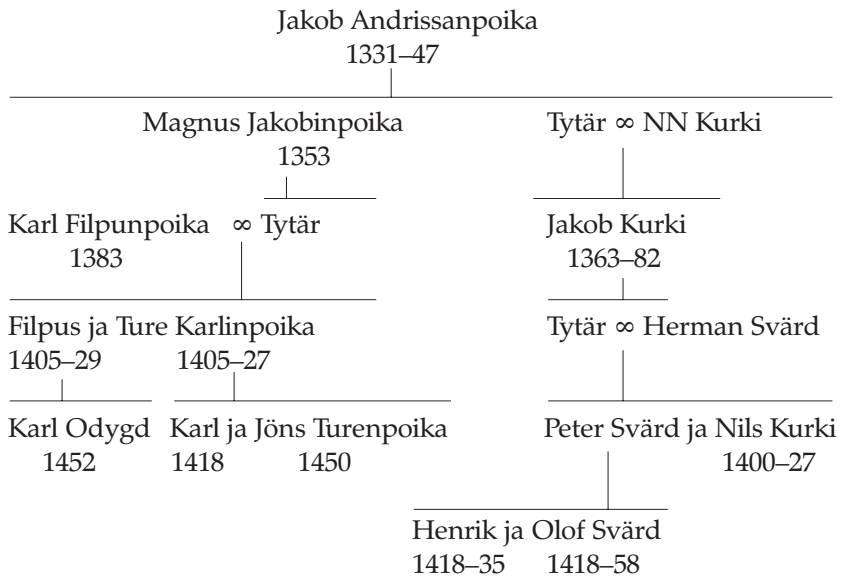 Jakob Andrissanpoika
1331–47
Magnus Jakobinpoika Tytär ∞ NN Kurki
1353
Karl Filpunpoika ∞ Tytär Jakob Kurki
1383 1363–82
Filpus ja Ture Karlinpoika Tytär ∞ Herman Svärd
1405–29 1405–27
Karl Odygd Karl ja Jöns Turenpoika Peter Svärd ja Nils Kurki
1452 1418 1450 1400–27
Henrik ja Olof Svärd
1418–35 1418–58